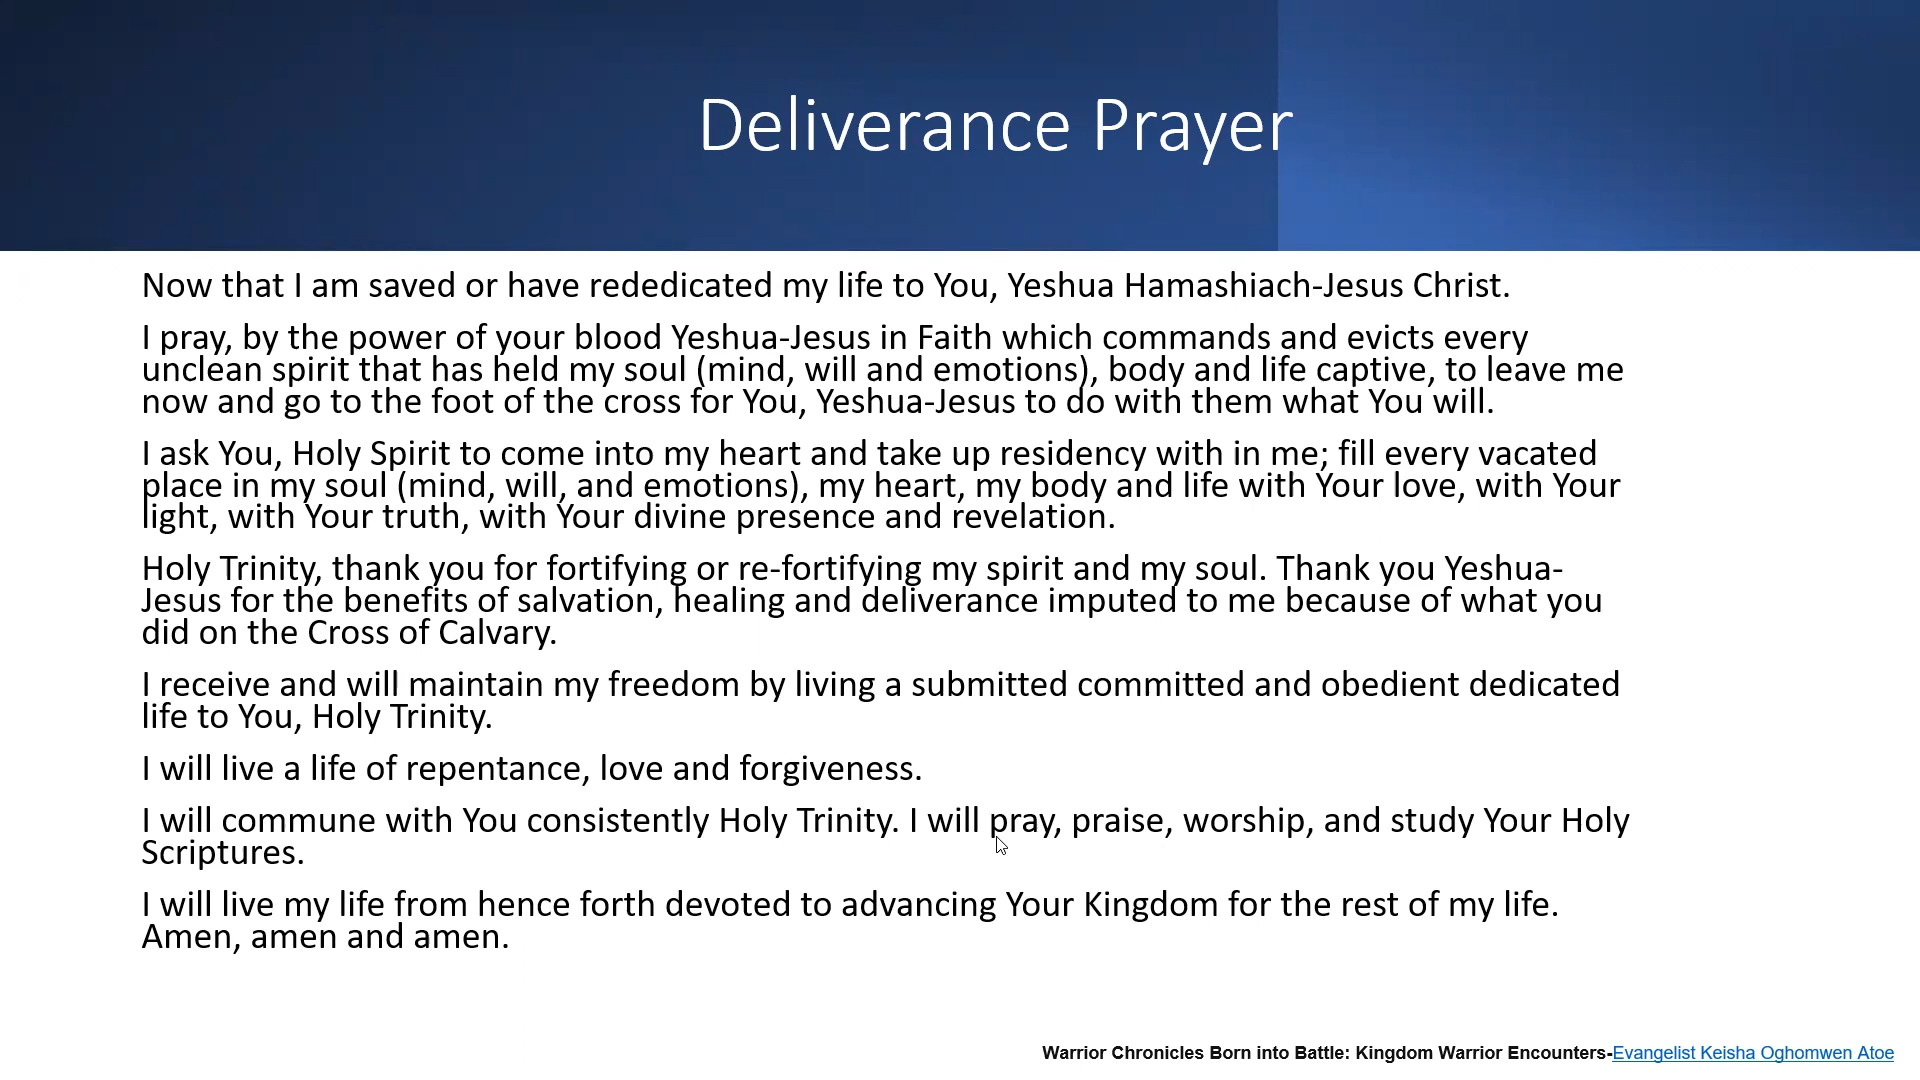 Deliverance Prayer
Now that I am saved or have rededicated my life to You, Yeshua Hamashiach-Jesus Christ.
I pray, by the power of your blood Yeshua-Jesus in Faith which commands and evicts every
unclean spirit that has held my soul (mind, will and emotions), body and life captive, to leave me
now and go to the foot of the cross for You, Yeshua-Jesus to do with them what You will.
I ask You, Holy Spirit to come into my heart and take up residency with in me; fill every vacated
place in my soul (mind, will, and emotions), my heart, my body and life with Your love, with Your
light, with Your truth, with Your divine presence and revelation.
Holy Trinity, thank you for fortifying or re-fortifying my spirit and my soul. Thank you Yeshua-
Jesus for the benefits of salvation, healing and deliverance imputed to me because of what you
did on the Cross of Calvary.
I receive and will maintain my freedom by living a submitted committed and obedient dedicated
life to You, Holy Trinity.
I will live a life of repentance, love and forgiveness.
I will commune with You consistently Holy Trinity. I will pray, praise, worship, and study Your Holy
Scriptures.
I will live my life from hence forth devoted to advancing Your Kingdom for the rest of my life.
Amen, amen and amen.
Warrior Chronicles Born into Battle: Kingdom Warrior Encounters-Evangelist Keisha Oghomwen Atoe